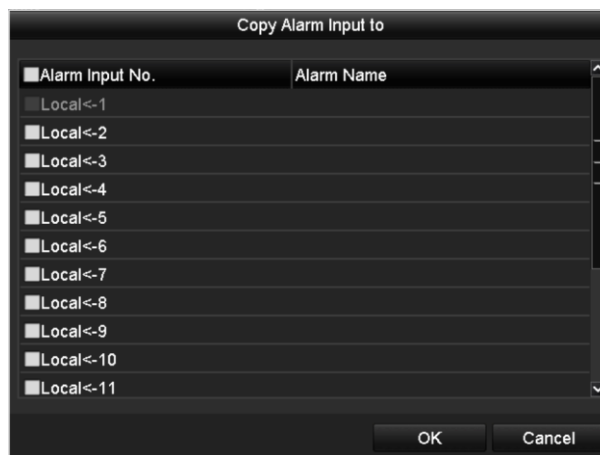 Copy Alarm Input to
Alarm Input No. Alarm Name
Local<-1
Local<-2
Local<-3
Local<-4
Local<-5
Local<-6
Local<-7
Local<-8
Local<-9
Local<-10
Local<-11
OK Cancel